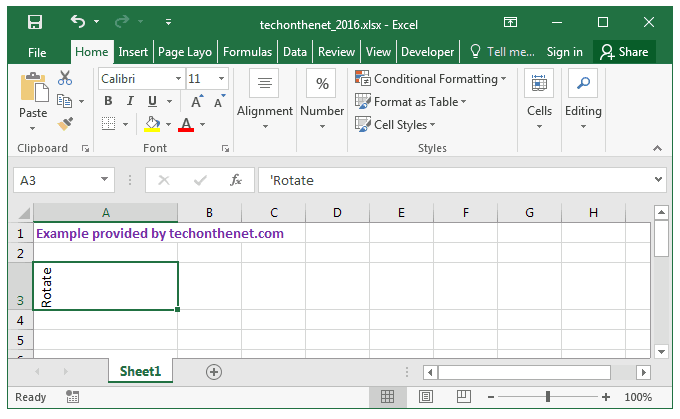 techonthenet_2016.xlsx - Excel
File Home Insert Page Layo Formulas Data Review View Developer Tell me... Sign in Share
Paste
Calibri 11
B I U A A
A
Alignment
%
Number
Conditional Formatting
Format as Table
Cell Styles
Cells
Editing
Clipboard Font Styles
A3 fx 'Rotate
A B C D E F G H
1 Example provided by techonthenet.com
2
3 Rotate
4
5
Sheet1
Ready 100%